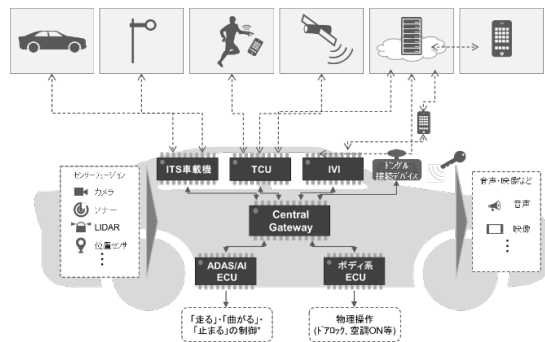 ITS車載機
TCU
IVI
ドングル
接続デバイス
センサーフュージョン
カメラ
ソナー
LIDAR
位置センサ
Central
Gateway
音声・映像など
音声
映像
ADAS/AI
ECU
ボディ系
ECU
「走る」・「曲がる」・
「止まる」の制御*
物理操作
(ドアロック, 空調ON等)